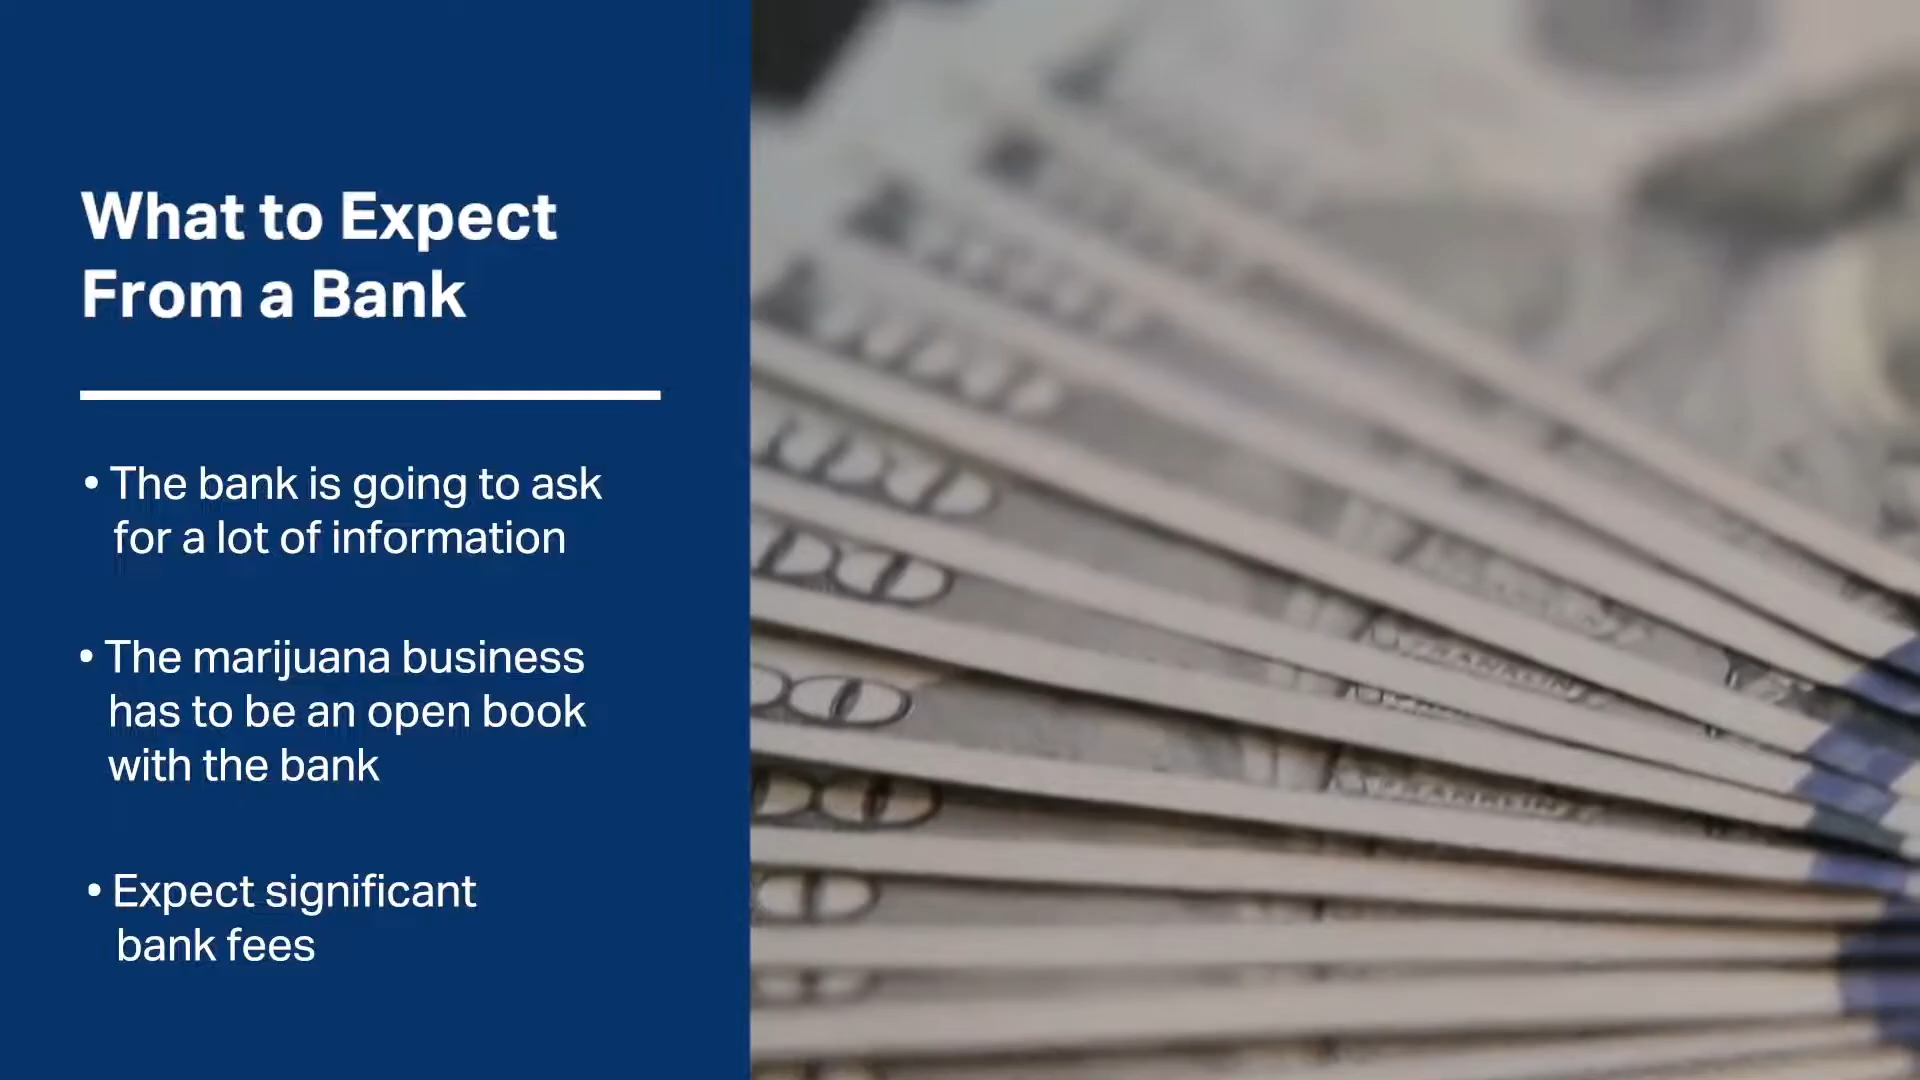 What to Expect
From a Bank
• The bank is going to ask
for a lot of information
• The marijuana business
has to be an open book
with the bank
• Expect significant
bank fees